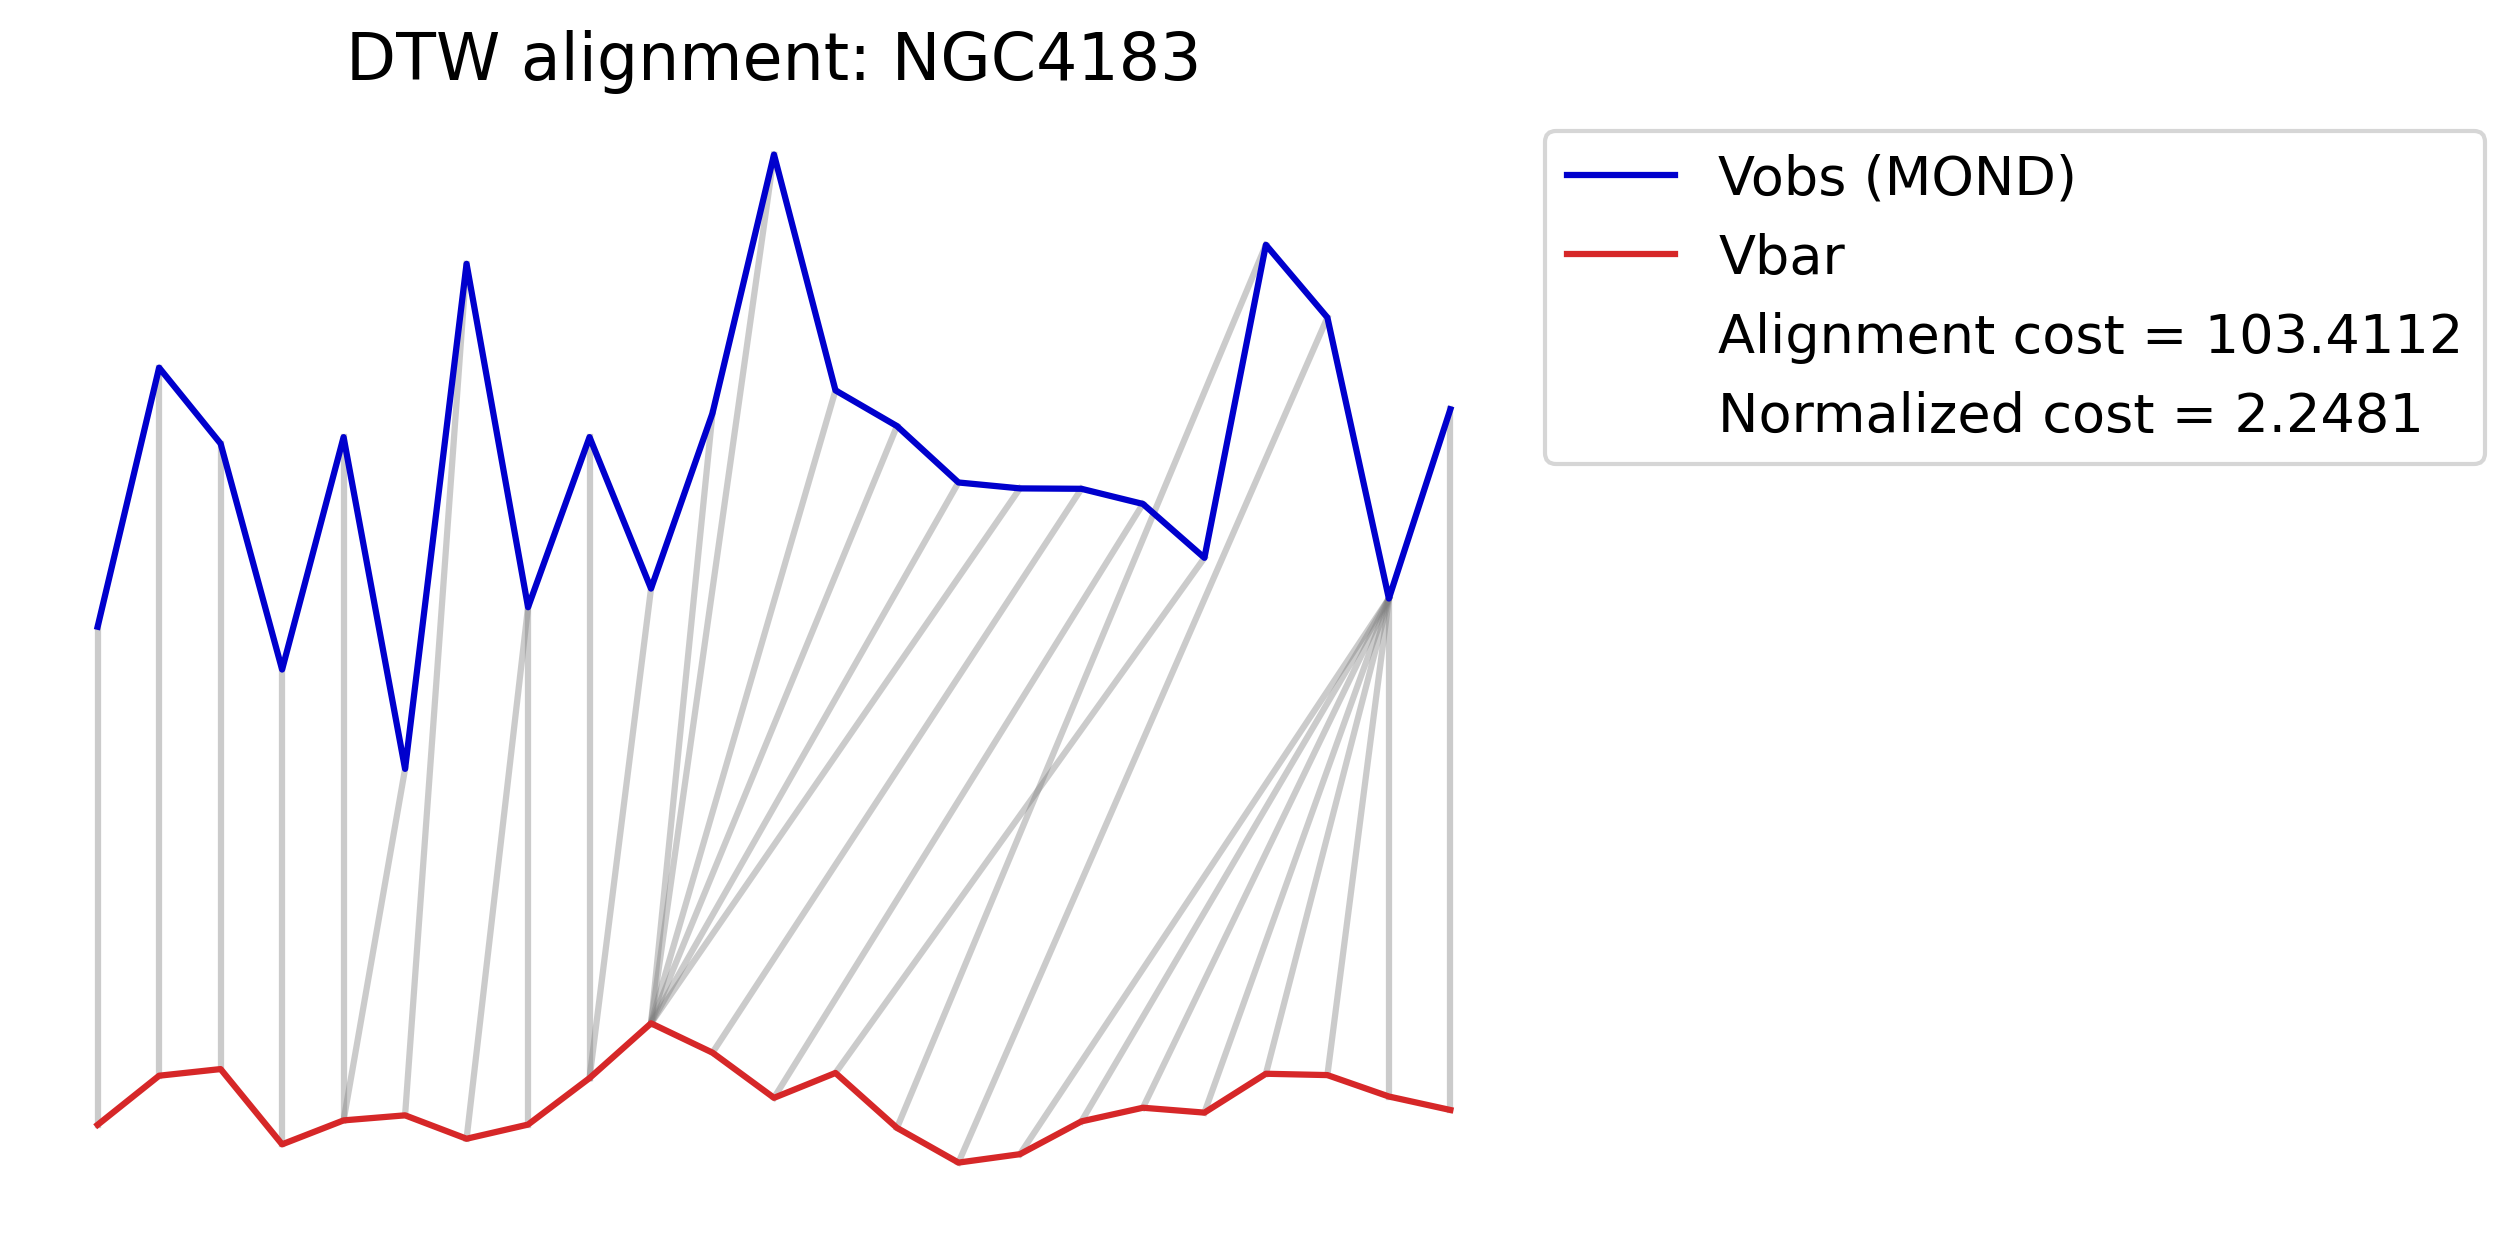 DTW alignment: NGC4183
Vobs (MOND)
Vbar
Alignment cost = 103.4112
Normalized cost = 2.2481